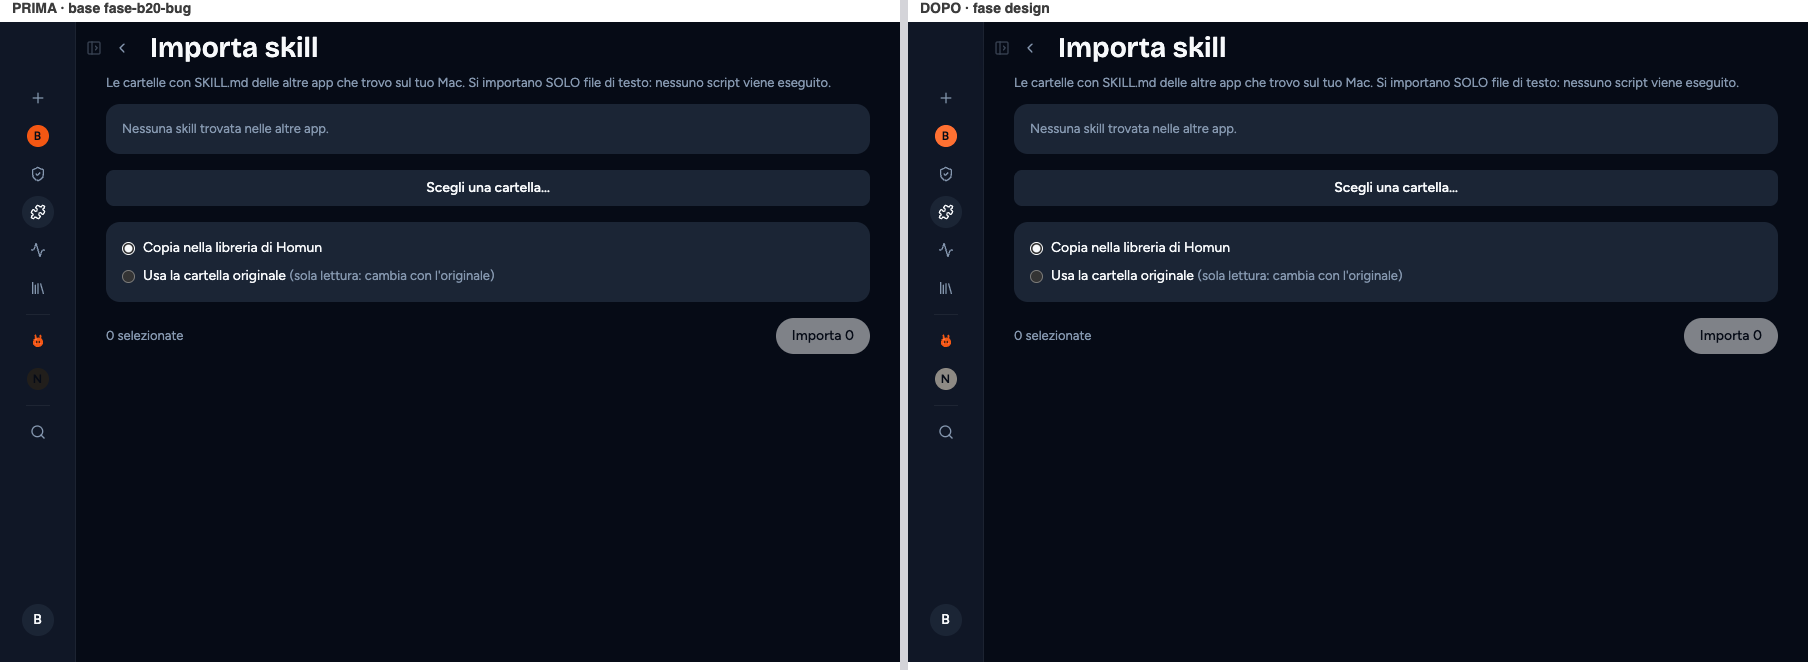 PRIMA · base fase-b20-bug
Importa skill
Le cartelle con SKILL.md delle altre app che trovo sul tuo Mac. Si importano SOLO file di testo: nessuno script viene eseguito.
B
Nessuna skill trovata nelle altre app.
Scegli una cartella...
Copia nella libreria di Homun
Usa la cartella originale (sola lettura: cambia con l'originale)
0 selezionate
Importa 0
N
B
DOPO · fase design
Importa skill
Le cartelle con SKILL.md delle altre app che trovo sul tuo Mac. Si importano SOLO file di testo: nessuno script viene eseguito.
B
Nessuna skill trovata nelle altre app.
Scegli una cartella...
Copia nella libreria di Homun
Usa la cartella originale (sola lettura: cambia con l'originale)
0 selezionate
Importa 0
N
B